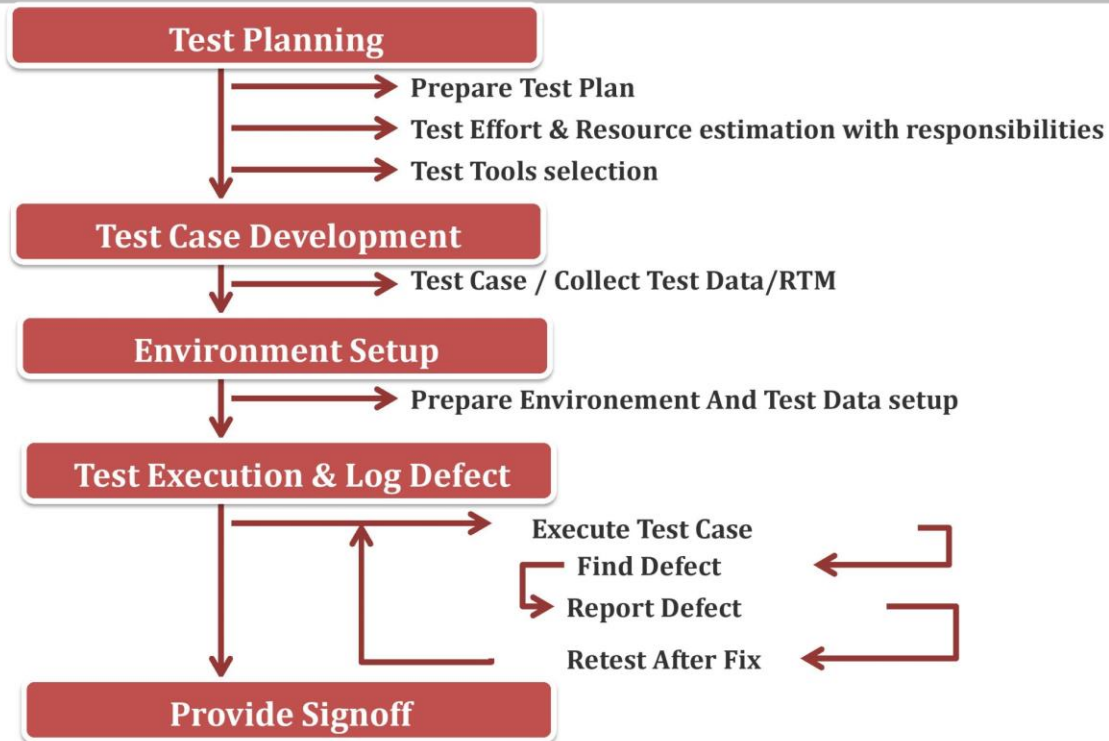 Test Planning
Prepare Test Plan
Test Effort & Resource estimation with responsibilities
Test Tools selection
Test Case Development
Test Case / Collect Test Data/RTM
Environment Setup
Prepare Environement And Test Data setup
Test Execution & Log Defect
Execute Test Case
Find Defect
Report Defect
Retest After Fix
Provide Signoff